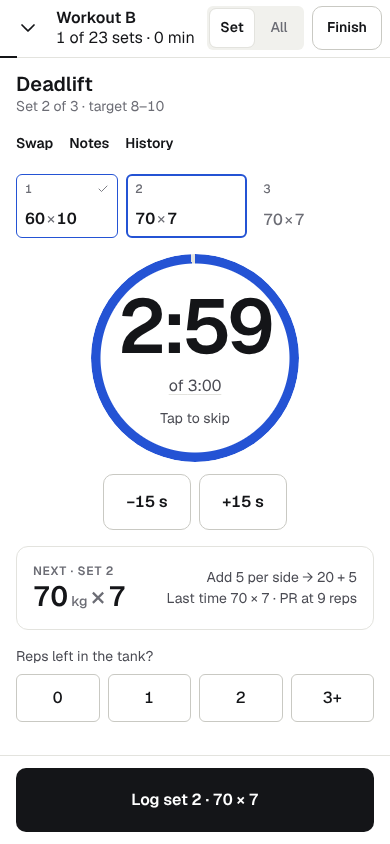 Workout B
1 of 23 sets · 0 min
Set
All
Finish
Deadlift
Set 2 of 3 · target 8–10
Swap
Notes
History
1
60×10
2
70×7
3
70×7
2:59
of 3:00
Tap to skip
−15 s
+15 s
NEXT · SET 2
70 kg × 7
Add 5 per side → 20 + 5
Last time 70 × 7 · PR at 9 reps
Reps left in the tank?
0
1
2
3+
Log set 2 · 70 × 7